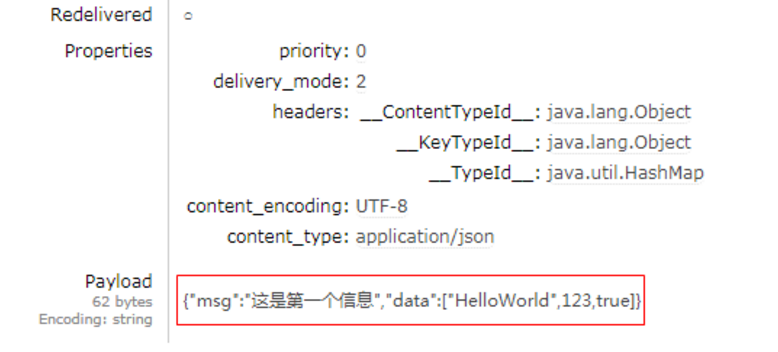 Redelivered ○
Properties priority: 0
delivery_mode: 2
headers: __ContentTypeId__: java.lang.Object
__KeyTypeId__: java.lang.Object
__TypeId__: java.util.HashMap
content_encoding: UTF-8
content_type: application/json
Payload
62 bytes
Encoding: string
{"msg":"这是第一个信息","data":["HelloWorld",123,true]}